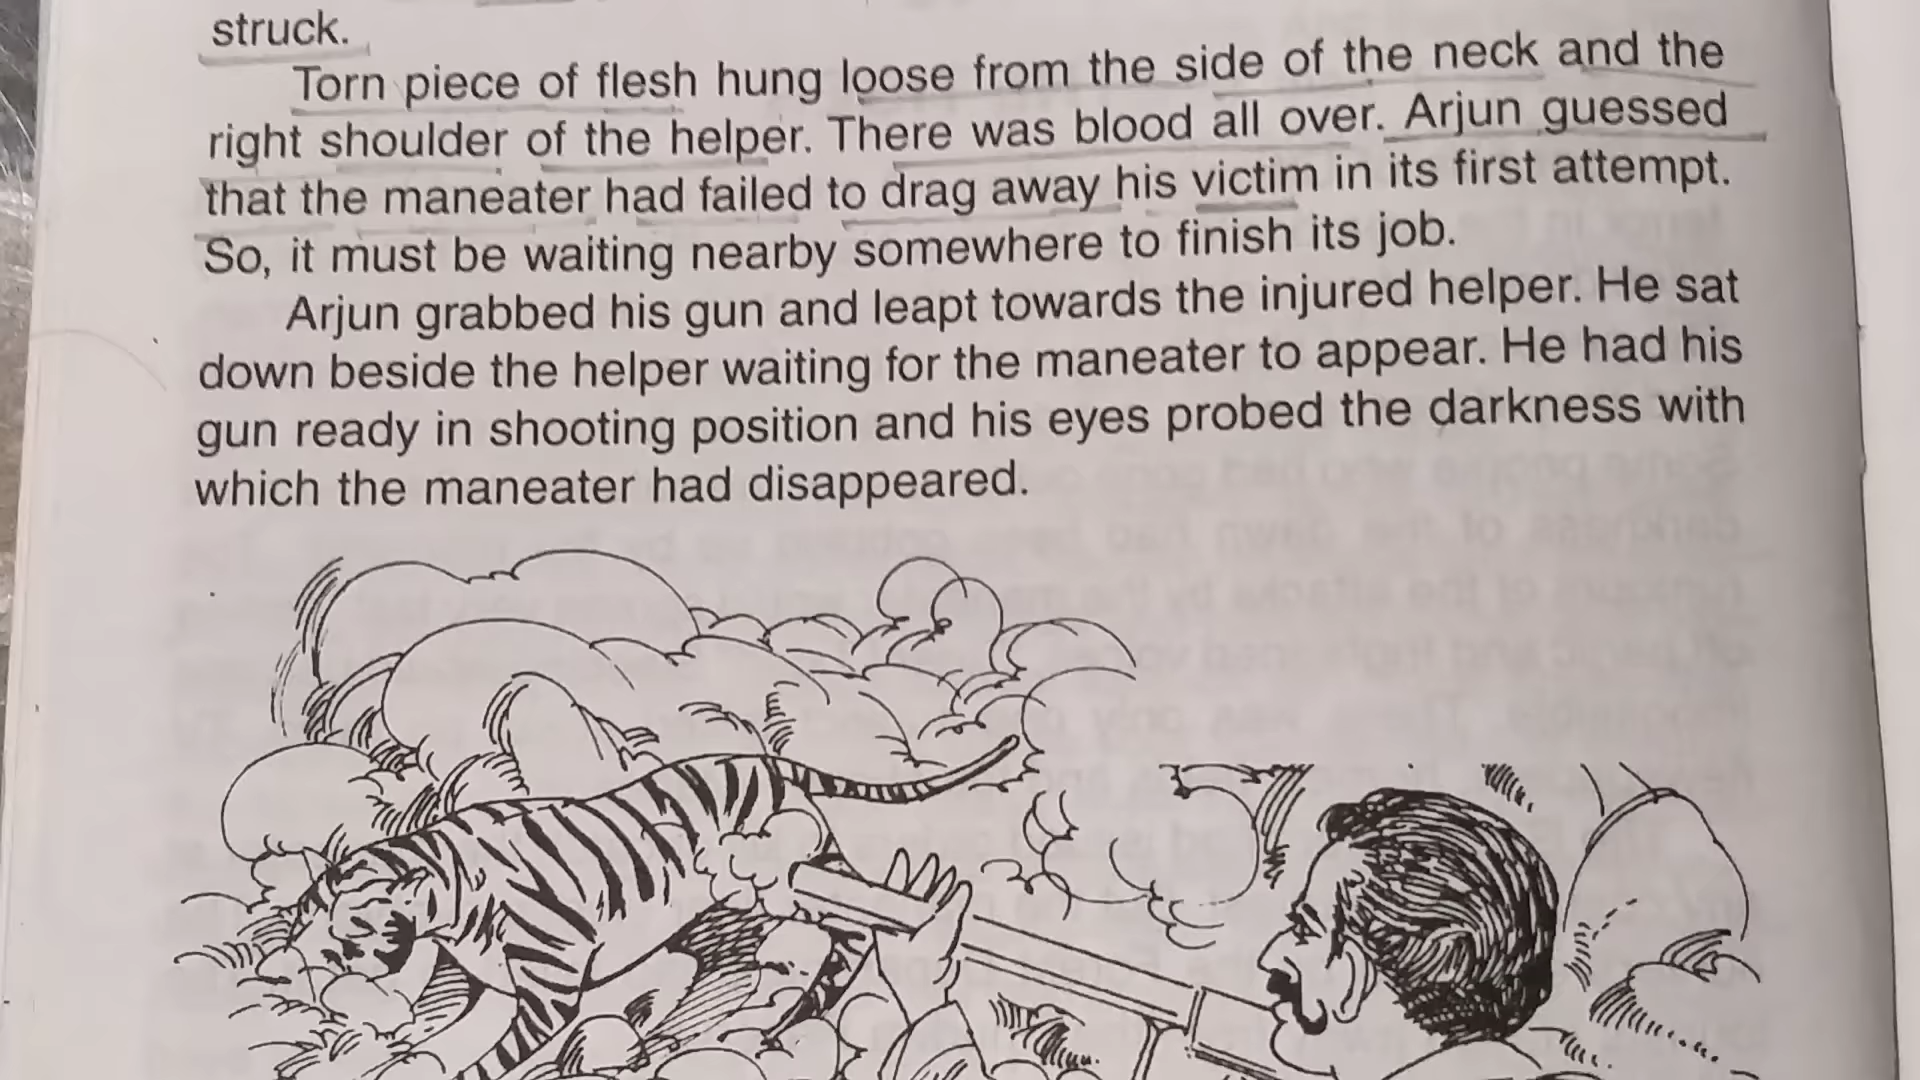 struck.
Torn piece of flesh hung loose from the side of the neck and the
right shoulder of the helper. There was blood all over. Arjun guessed
that the maneater had failed to drag away his victim in its first attempt.
So, it must be waiting nearby somewhere to finish its job.
Arjun grabbed his gun and leapt towards the injured helper. He sat
down beside the helper waiting for the maneater to appear. He had his
gun ready in shooting position and his eyes probed the darkness with
which the maneater had disappeared.